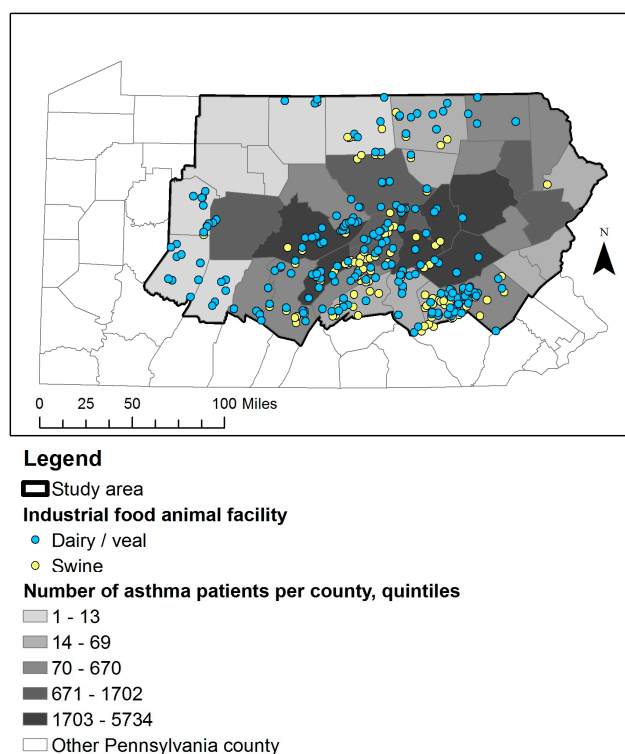 N
0 25 50 100 Miles
Legend
Study area
Industrial food animal facility
Dairy / veal
Swine
Number of asthma patients per county, quintiles
1 - 13
14 - 69
70 - 670
671 - 1702
1703 - 5734
Other Pennsylvania county